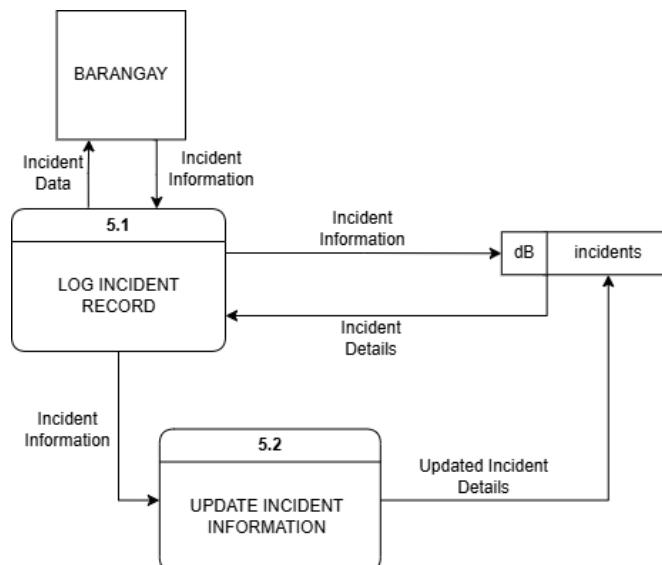 BARANGAY
Incident
Data
Incident
Information
5.1
LOG INCIDENT
RECORD
Incident
Information
dB
incidents
Incident
Details
Incident
Information
5.2
UPDATE INCIDENT
INFORMATION
Updated Incident
Details